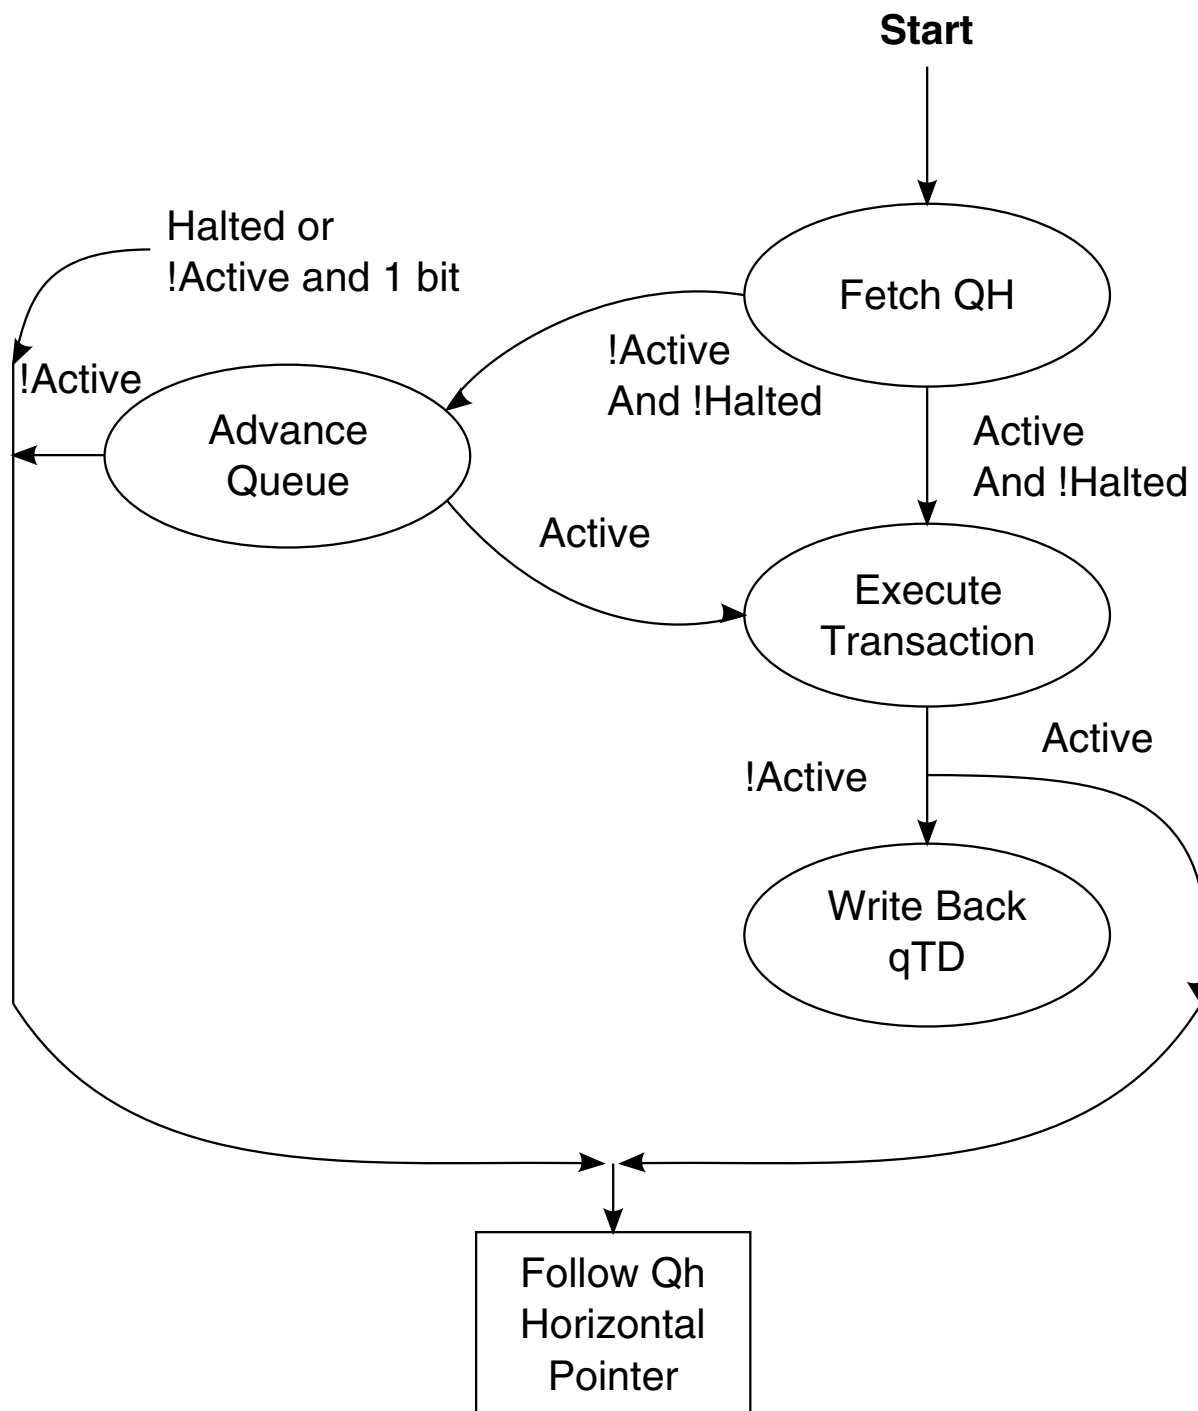 Start
Halted or
!Active and 1 bit
Fetch QH
!Active
And !Halted
!Active
Advance
Queue
Active
And !Halted
Active
Execute
Transaction
Active
!Active
Write Back
qTD
Follow Qh
Horizontal
Pointer